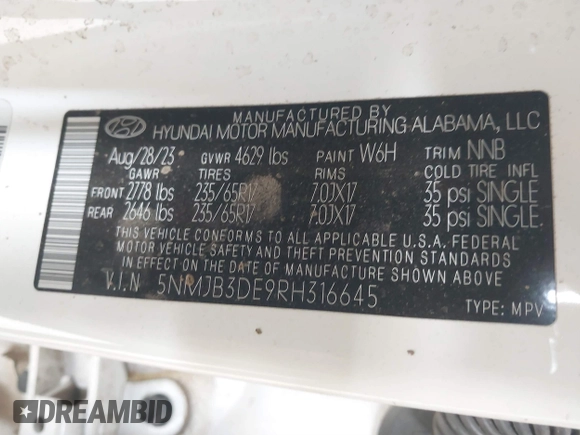 MANUFACTURED BY
HYUNDAI MOTOR MANUFACTURING ALABAMA, LLC
Aug/28/23 GVWR 4629 lbs PAINT W6H TRIM NNB
GAWR TIRES RIMS COLD TIRE INFL
FRONT 2778 lbs 235/65R17 7.0JX17 35 psi SINGLE
REAR 2646 lbs 235/65R17 7.0JX17 35 psi SINGLE
THIS VEHICLE CONFORMS TO ALL APPLICABLE U.S.A. FEDERAL
MOTOR VEHICLE SAFETY AND THEFT PREVENTION STANDARDS
IN EFFECT ON THE DATE OF MANUFACTURE SHOWN ABOVE.
V.I.N 5NMJB3DE9RH316645
TYPE: MPV
DREAMBID